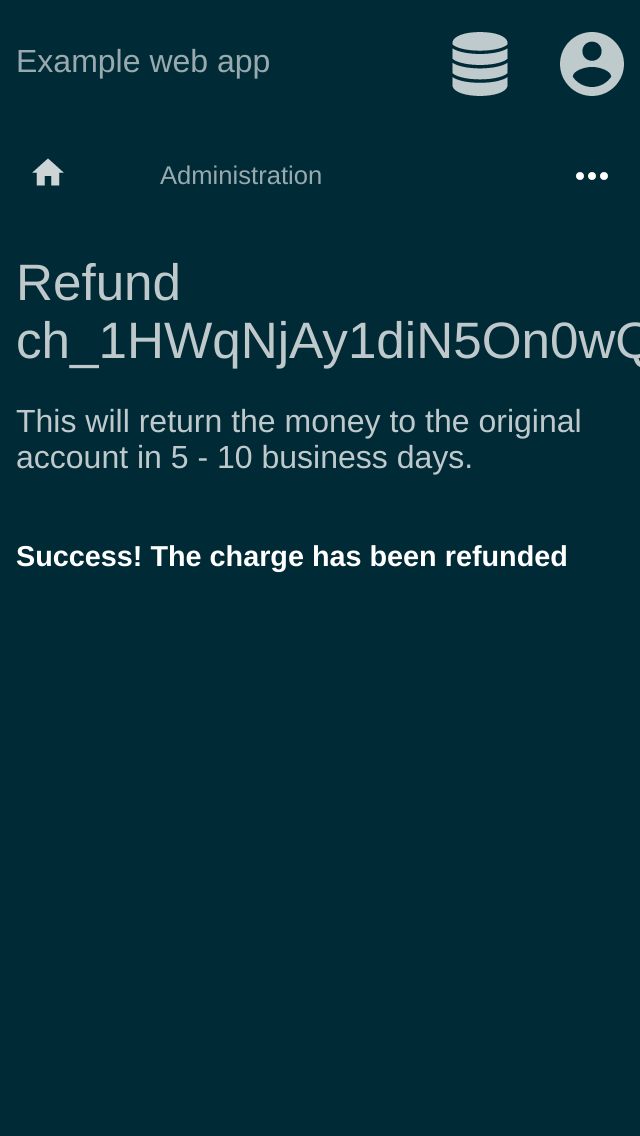 Example web app
Administration
Refund
ch_1HWqNjAy1diN5On0wQ
This will return the money to the original
account in 5 - 10 business days.
Success! The charge has been refunded